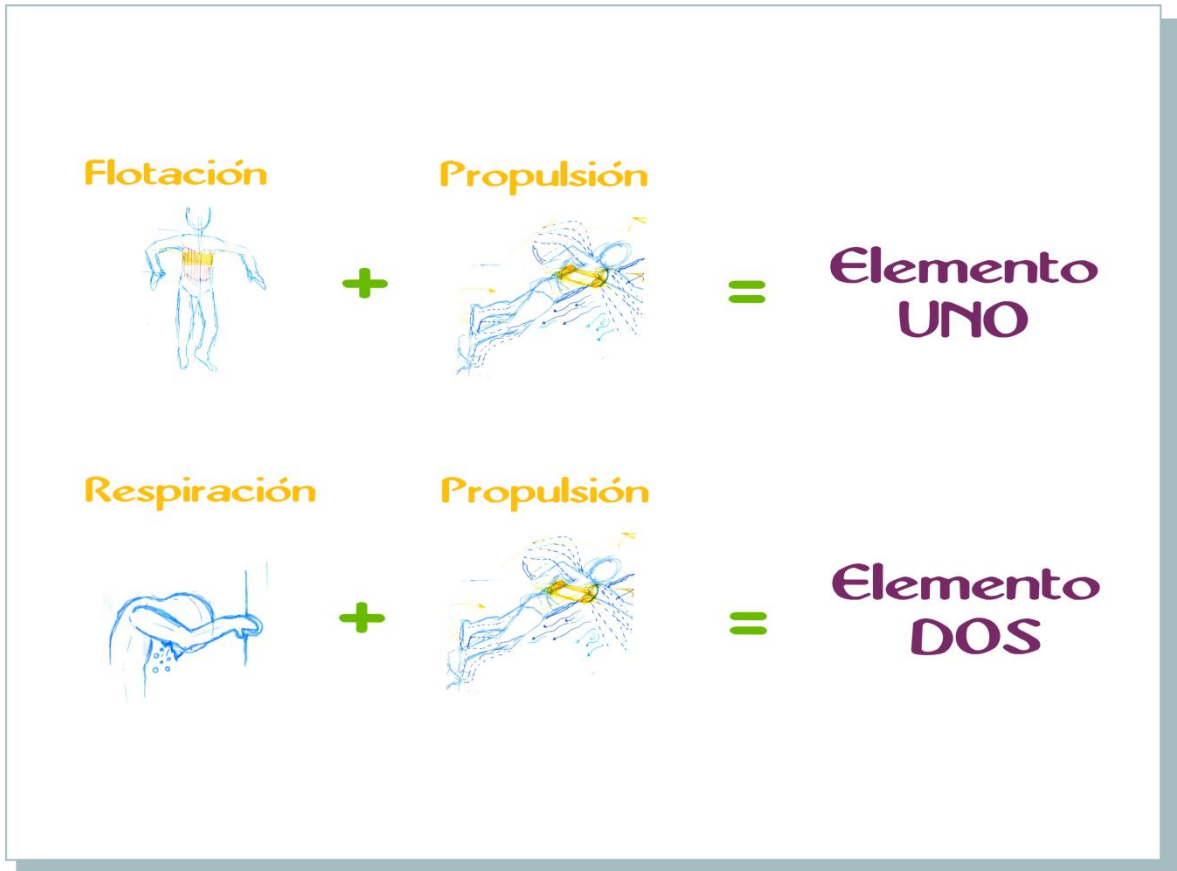 Flotación
Propulsión
+
=
Elemento
UNO
Respiración
Propulsión
+
=
Elemento
DOS